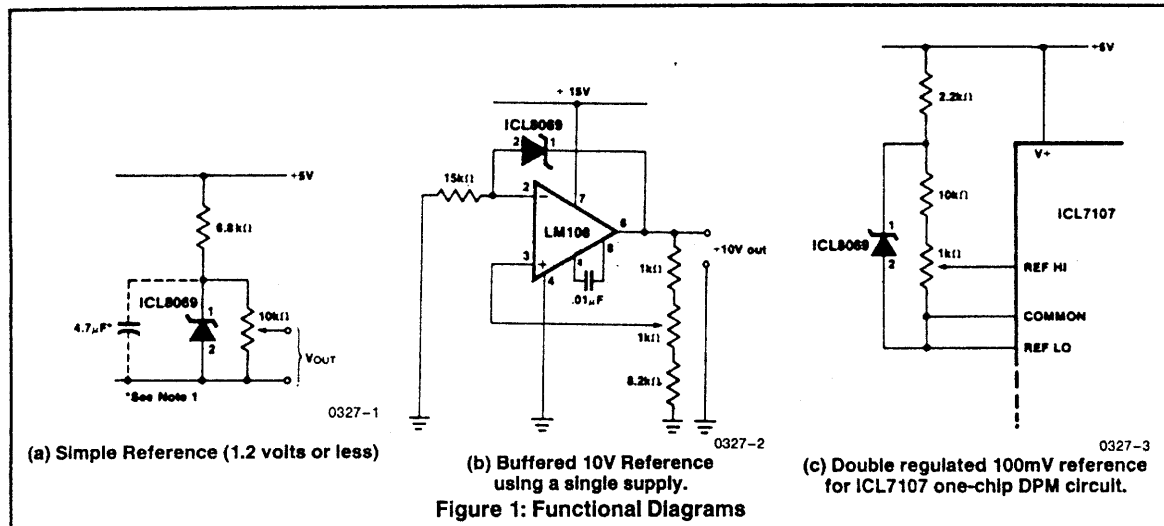 +5V
6.8kΩ
ICL8069
1
2
4.7μF*
10kΩ
VOUT
*See Note 1
0327-1
(a) Simple Reference (1.2 volts or less)
+ 15V
ICL8069
2
1
15kΩ
2
−
7
LM108
6
3
+
4
8
4
.01μF
1kΩ
1kΩ
8.2kΩ
0327-2
(b) Buffered 10V Reference
using a single supply.
+5V
2.2kΩ
V+
10kΩ
ICL7107
1
ICL8069
2
1kΩ
REF HI
COMMON
REF LO
0327-3
(c) Double regulated 100mV reference
for ICL7107 one-chip DPM circuit.
Figure 1: Functional Diagrams